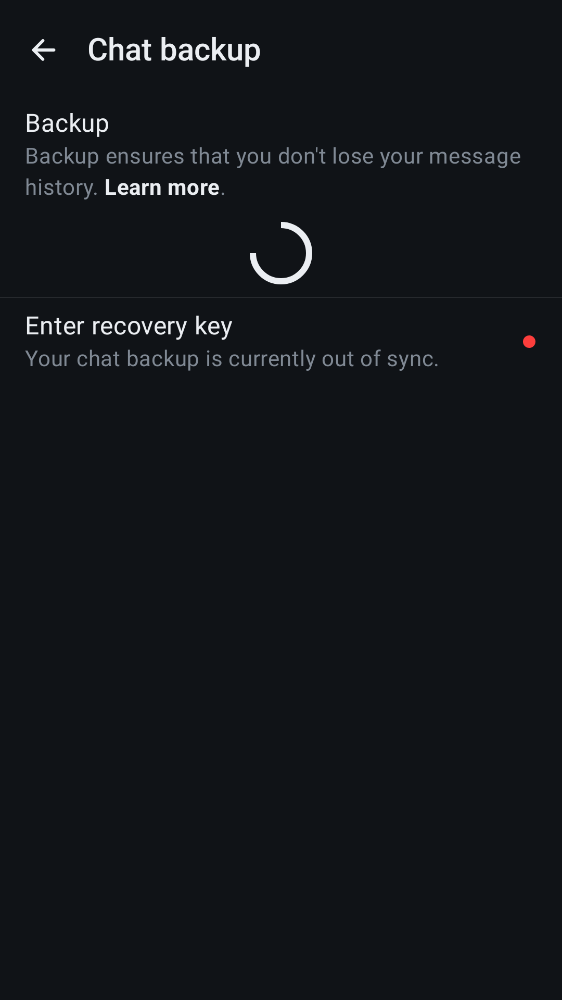 Chat backup
Backup
Backup ensures that you don't lose your message
history. Learn more.
Enter recovery key
Your chat backup is currently out of sync.